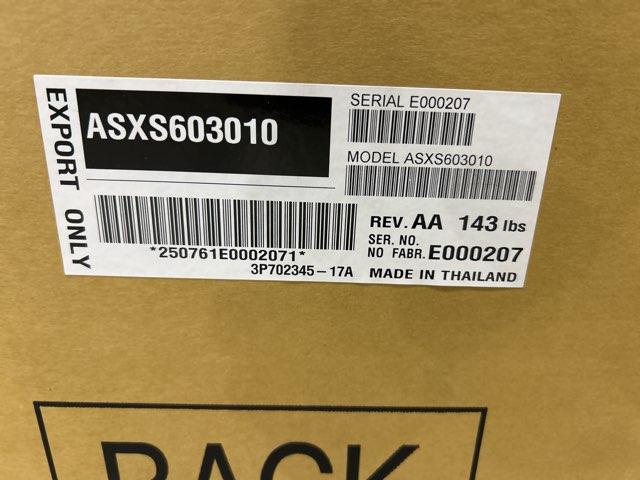 EXPORT ONLY
ASXS603010
SERIAL E000207
MODEL ASXS603010
*250761E0002071*
3P702345-17A
REV. AA 143 lbs
SER. NO.
NO FABR. E000207
MADE IN THAILAND
BACK